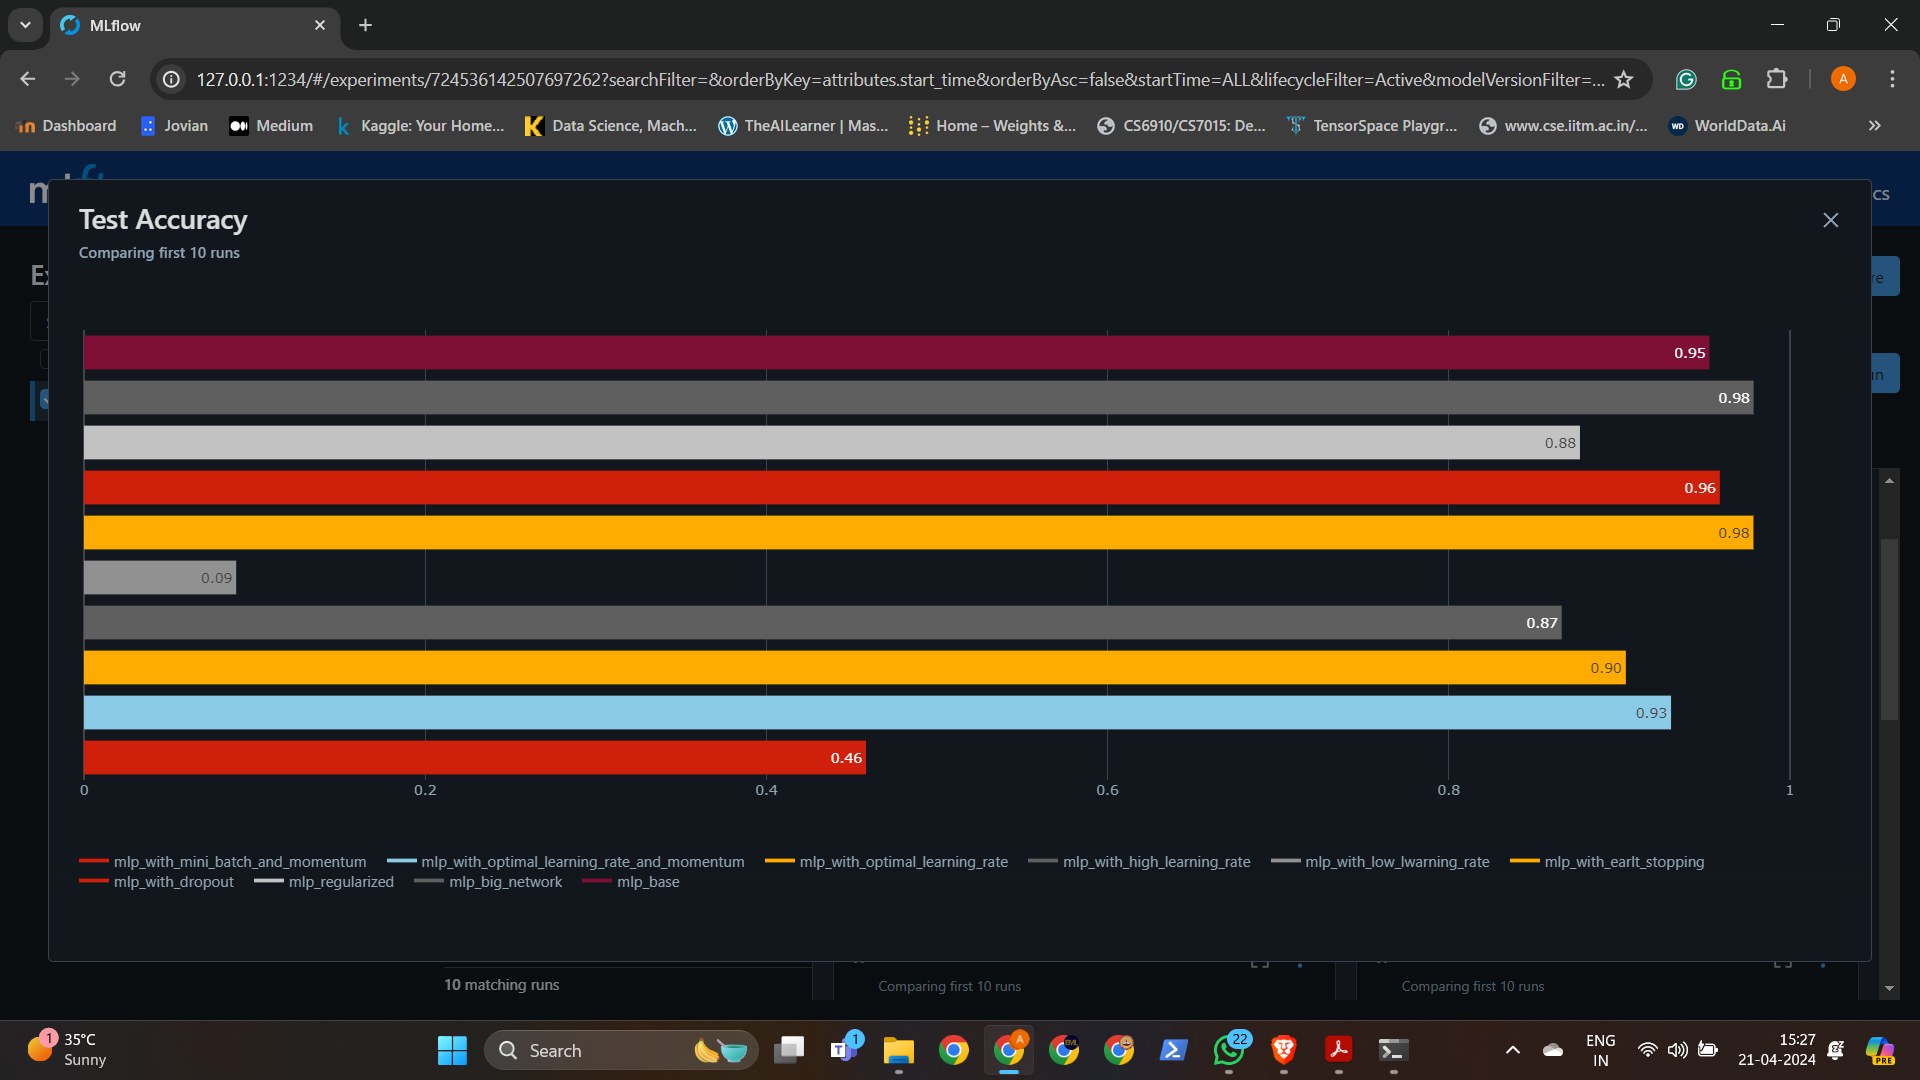 MLflow
127.0.0.1:1234/#/experiments/724536142507697262?searchFilter=&orderByKey=attributes.start_time&orderByAsc=false&startTime=ALL&lifecycleFilter=Active&modelVersionFilter=...
A
Dashboard Jovian Medium Kaggle: Your Home... Data Science, Mach... TheAILearner | Mas... Home – Weights &... CS6910/CS7015: De... TensorSpace Playgr... www.cse.iitm.ac.in/... WorldData.Ai
Test Accuracy
Comparing first 10 runs
0.95
0.98
0.88
0.96
0.98
0.09
0.87
0.90
0.93
0.46
0 0.2 0.4 0.6 0.8 1
mlp_with_mini_batch_and_momentum mlp_with_optimal_learning_rate_and_momentum mlp_with_optimal_learning_rate mlp_with_high_learning_rate mlp_with_low_lwarning_rate mlp_with_earlt_stopping
mlp_with_dropout mlp_regularized mlp_big_network mlp_base
10 matching runs Comparing first 10 runs Comparing first 10 runs
1 35°C
Sunny
Search
1
A
22
ENG
IN
15:27
21-04-2024
PRE